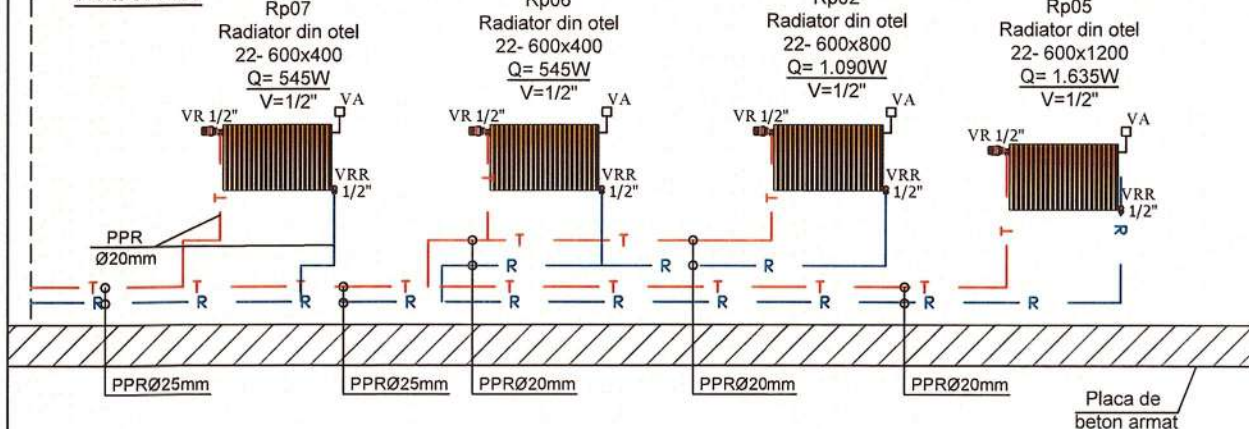 Rp07
Radiator din otel
22- 600x400
Q= 545W
V=1/2"
VA
VR 1/2"
VRR
1/2"
T
Rp06
Radiator din otel
22- 600x400
Q= 545W
V=1/2"
VA
VR 1/2"
VRR
1/2"
T
Rp02
Radiator din otel
22- 600x800
Q= 1.090W
V=1/2"
VA
VR 1/2"
VRR
1/2"
T
Rp05
Radiator din otel
22- 600x1200
Q= 1.635W
V=1/2"
VA
VR 1/2"
VRR
1/2"
T
R
PPR
Ø20mm
T T
R R R
T T T T T T T T
R R R R R R R R R
PPRØ25mm
PPRØ25mm
PPRØ20mm
PPRØ20mm
PPRØ20mm
Placa de
beton armat